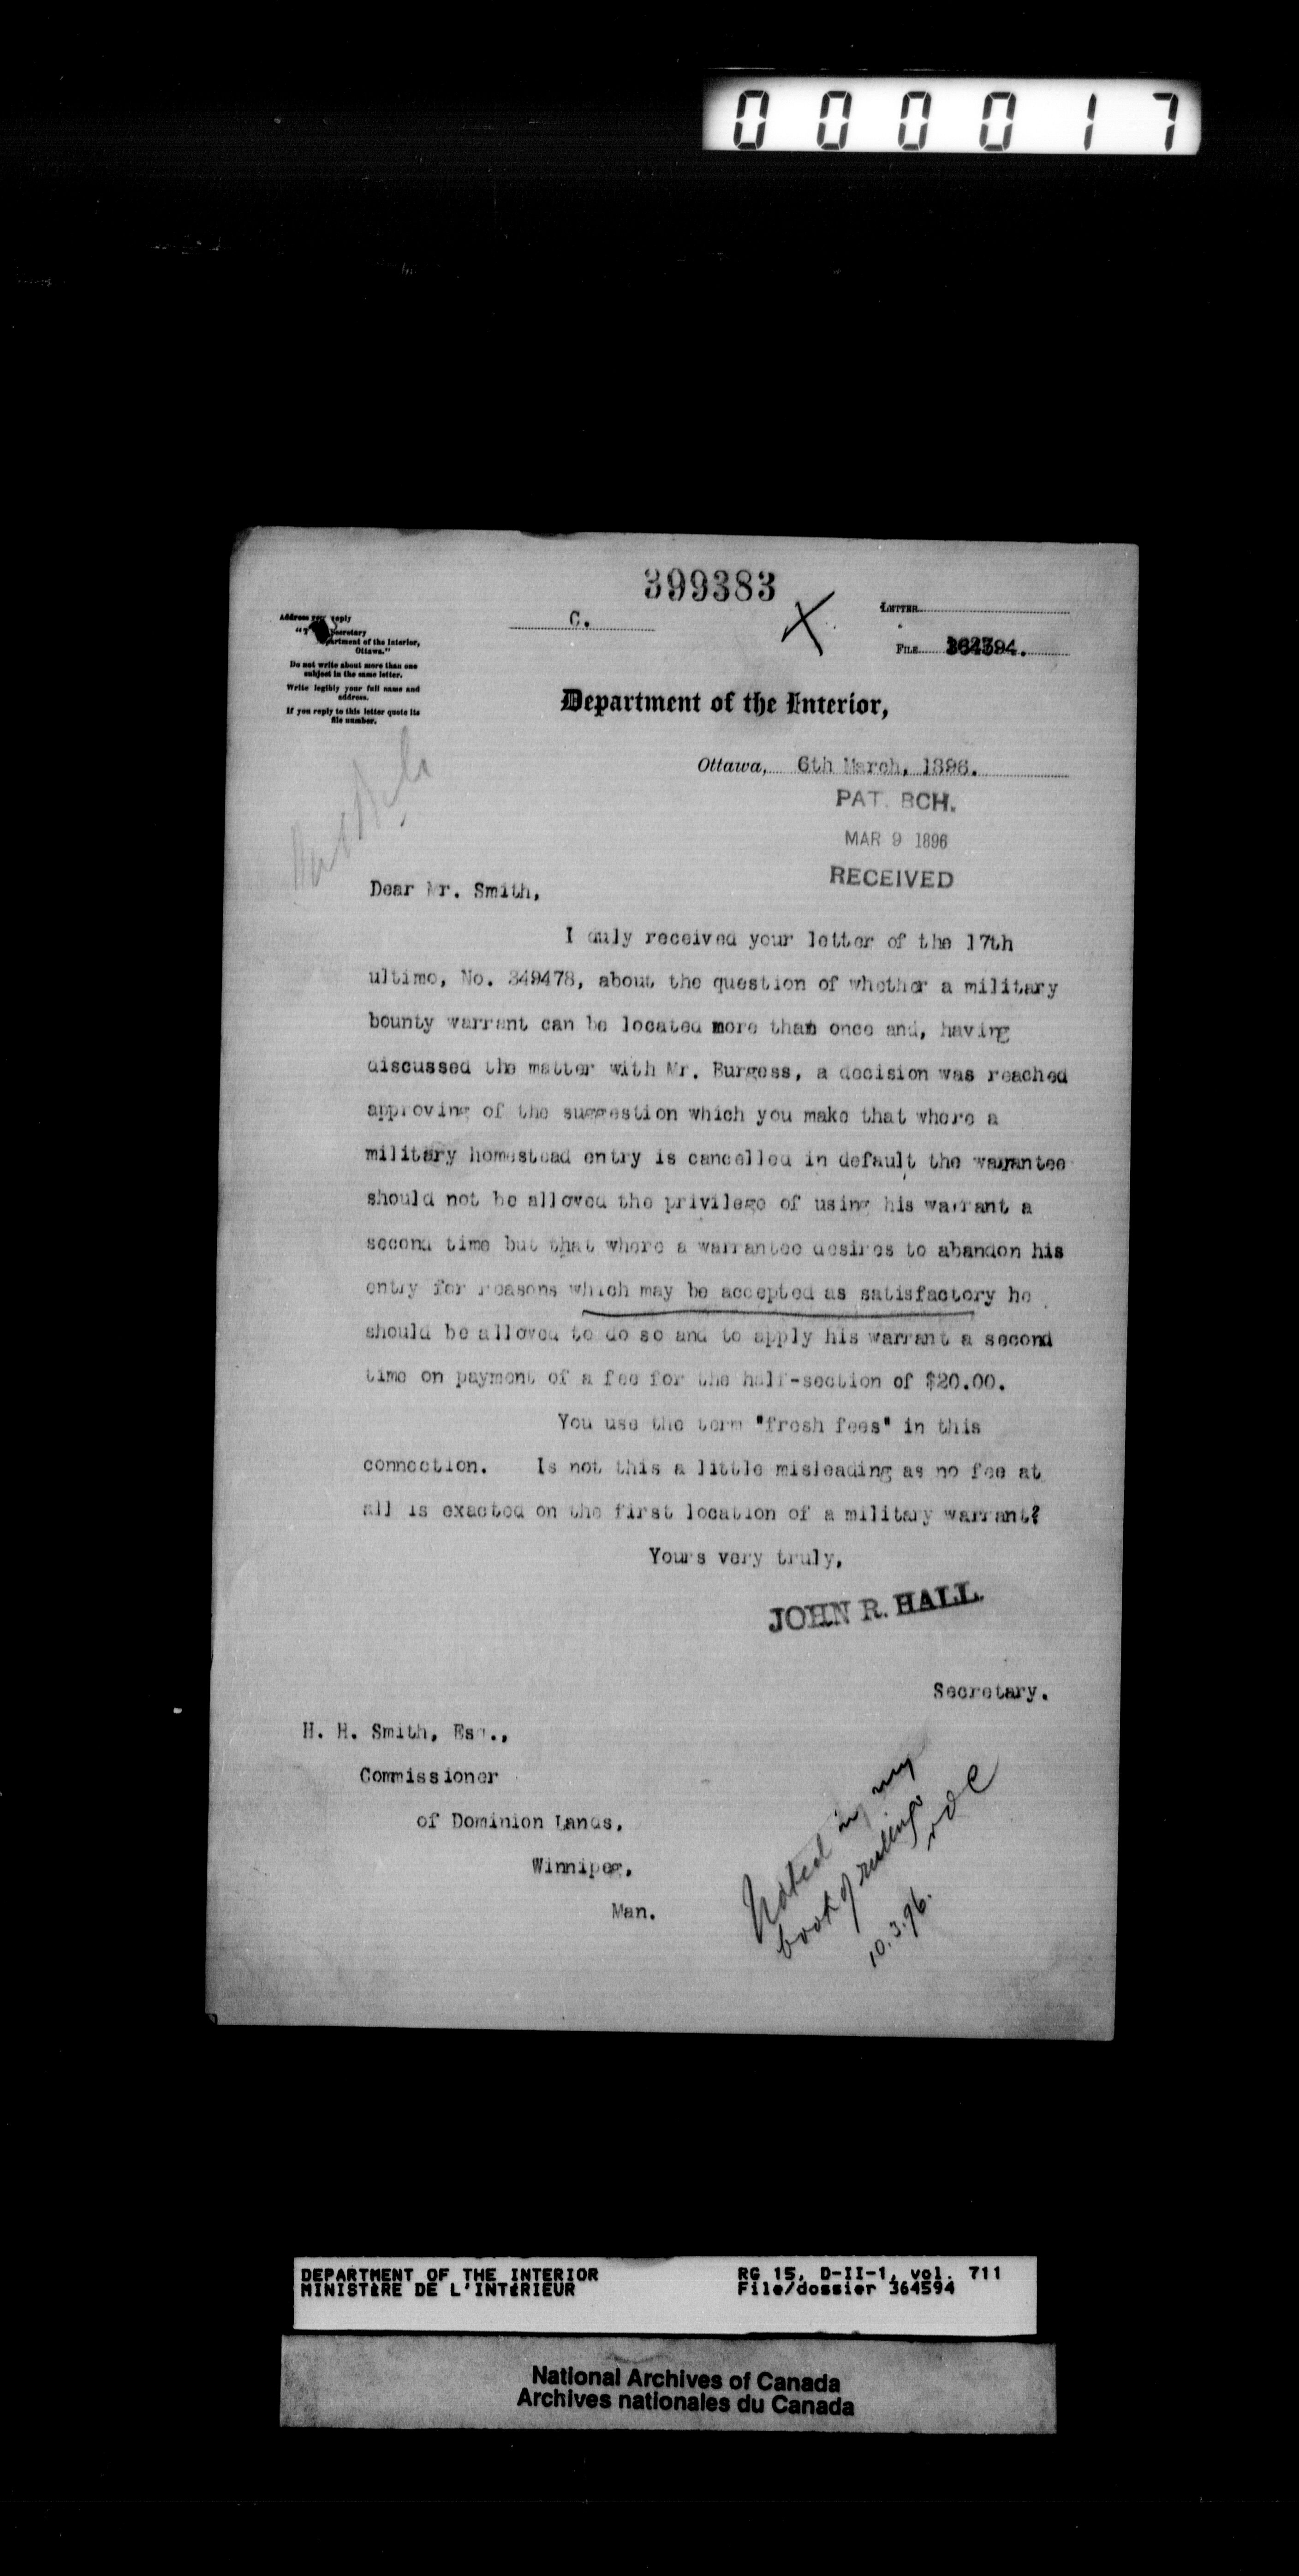 000017
399383
C.
X
LETTER
FILE 364594.
Address reply
Secretary
Department of the Interior,
Ottawa."
Do not write about more than one
subject in the same letter.
Write legibly your full name and
address.
If you reply to this letter quote its
file number.
Department of the Interior,
Ottawa, 6th March, 1896.
PAT. BCH.
MAR 9 1896
RECEIVED
Dear Mr. Smith,
I duly received your letter of the 17th
ultimo, No. 349478, about the question of whether a military
bounty warrant can be located more than once and, having
discussed the matter with Mr. Burgess, a decision was reached
approving of the suggestion which you make that where a
military homestead entry is cancelled in default the warrantee
should not be allowed the privilege of using his warrant a
second time but that where a warrantee desires to abandon his
entry for reasons which may be accepted as satisfactory he
should be allowed to do so and to apply his warrant a second
time on payment of a fee for the half-section of $20.00.
You use the term "fresh fees" in this
connection. Is not this a little misleading as no fee at
all is exacted on the first location of a military warrant?
Yours very truly,
JOHN R. HALL
Secretary.
H. H. Smith, Esq.,
Commissioner
of Dominion Lands,
Winnipeg,
Man.
Noted in my
book of rulings
10.3.96.
DEPARTMENT OF THE INTERIOR RG 15, D-II-1, vol. 711
MINISTÈRE DE L'INTÉRIEUR File/dossier 364594
National Archives of Canada
Archives nationales du Canada